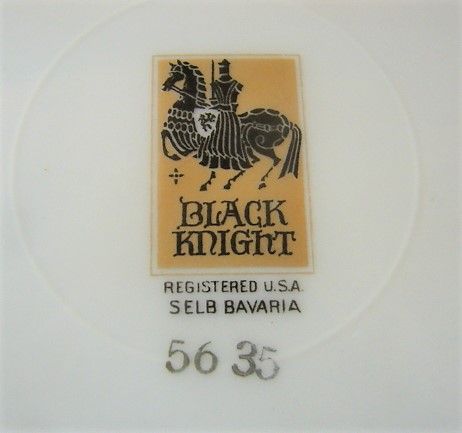 BLACK
KNIGHT
REGISTERED U.S.A.
SELB BAVARIA
56 35